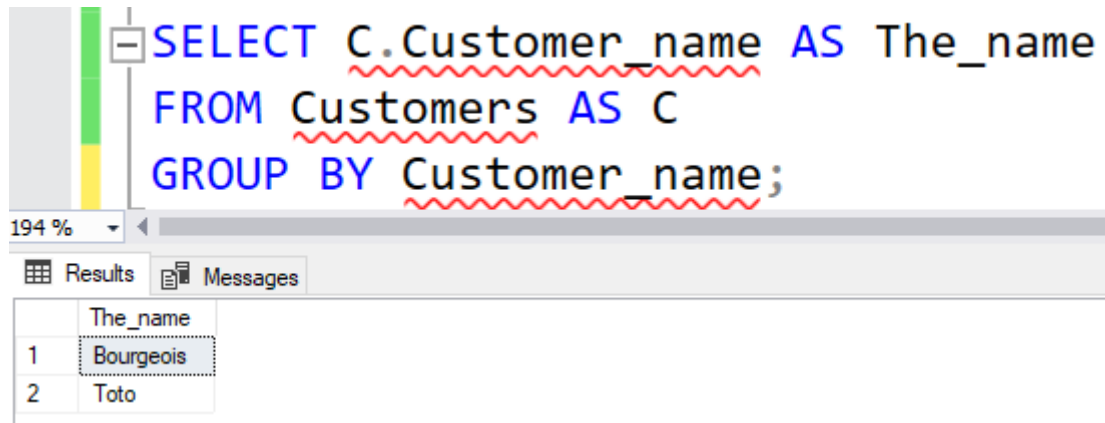 SELECT C.Customer_name AS The_name
FROM Customers AS C
GROUP BY Customer_name;
194 %
Results Messages
The_name
1 Bourgeois
2 Toto